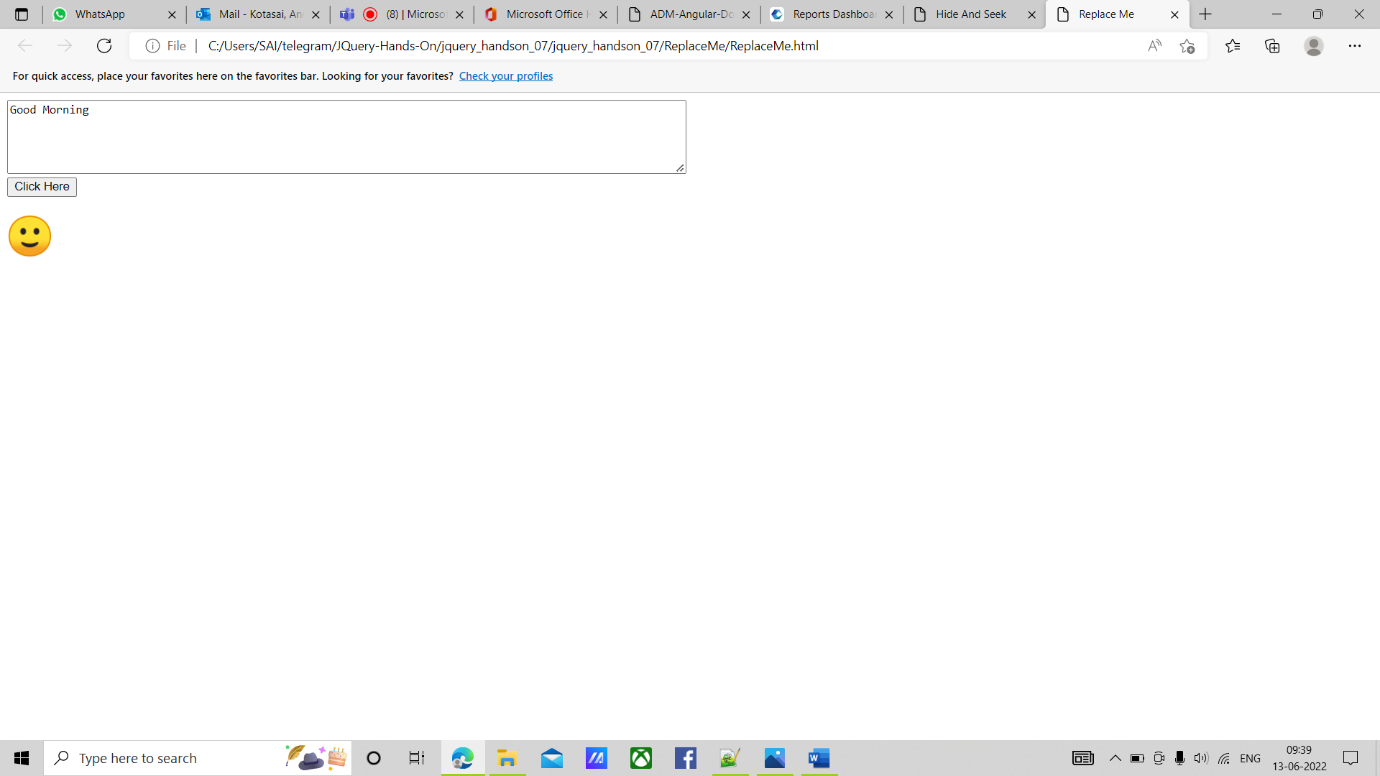 WhatsApp
Mail - Kotasai, An
(8) | Microso
Microsoft Office H
ADM-Angular-Do
Reports Dashboa
Hide And Seek
Replace Me
File | C:/Users/SAI/telegram/JQuery-Hands-On/jquery_handson_07/jquery_handson_07/ReplaceMe/ReplaceMe.html
For quick access, place your favorites here on the favorites bar. Looking for your favorites? Check your profiles
Good Morning
Click Here
Type here to search
ENG
09:39
13-06-2022